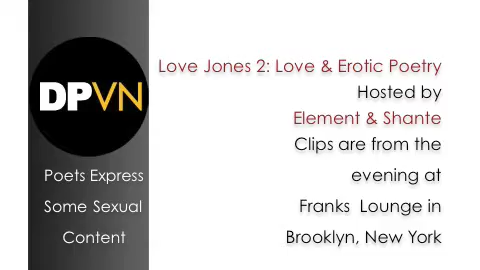 DPVN
Poets Express
Some Sexual
Content
Love Jones 2: Love & Erotic Poetry
Hosted by
Element & Shante
Clips are from the
evening at
Franks Lounge in
Brooklyn, New York